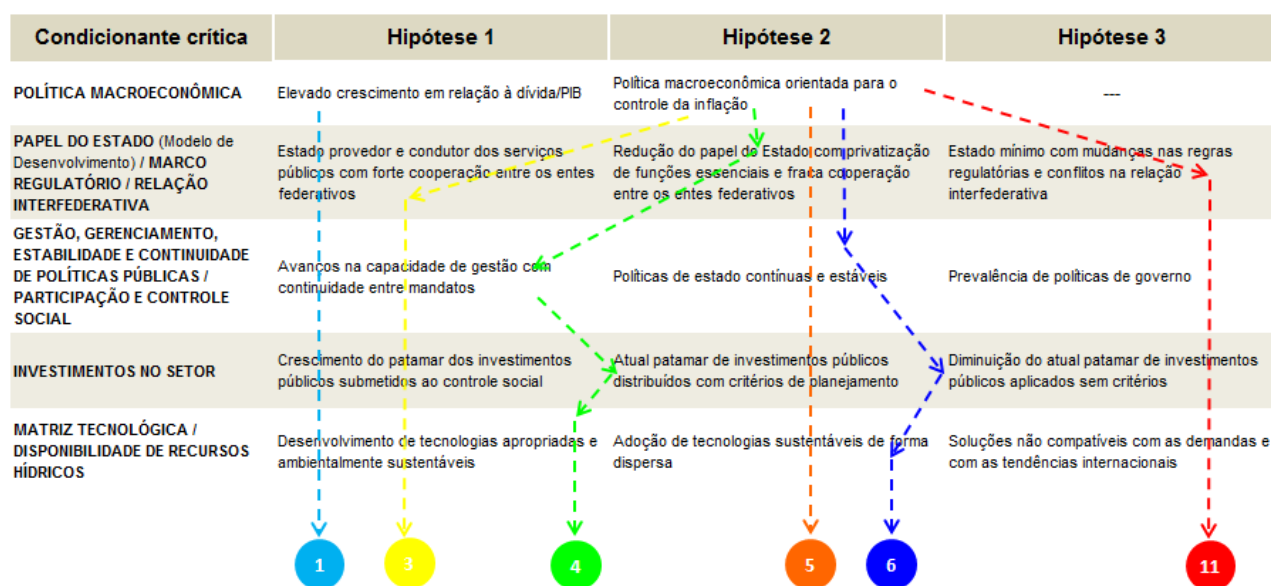 Condicionante crítica
Hipótese 1
Hipótese 2
Hipótese 3
POLÍTICA MACROECONÔMICA
Elevado crescimento em relação à dívida/PIB
Política macroeconômica orientada para o
controle da inflação
---
PAPEL DO ESTADO (Modelo de
Desenvolvimento) / MARCO
REGULATÓRIO / RELAÇÃO
INTERFEDERATIVA
Estado provedor e condutor dos serviços
públicos com forte cooperação entre os entes
federativos
Redução do papel do Estado com privatização
de funções essenciais e fraca cooperação
entre os entes federativos
Estado mínimo com mudanças nas regras
regulatórias e conflitos na relação
interfederativa
GESTÃO, GERENCIAMENTO,
ESTABILIDADE E CONTINUIDADE
DE POLÍTICAS PÚBLICAS /
PARTICIPAÇÃO E CONTROLE
SOCIAL
Avanços na capacidade de gestão com
continuidade entre mandatos
Políticas de estado contínuas e estáveis
Prevalência de políticas de governo
INVESTIMENTOS NO SETOR
Crescimento do patamar dos investimentos
públicos submetidos ao controle social
Atual patamar de investimentos públicos
distribuídos com critérios de planejamento
Diminuição do atual patamar de investimentos
públicos aplicados sem critérios
MATRIZ TECNOLÓGICA /
DISPONIBILIDADE DE RECURSOS
HÍDRICOS
Desenvolvimento de tecnologias apropriadas e
ambientalmente sustentáveis
Adoção de tecnologias sustentáveis de forma
dispersa
Soluções não compatíveis com as demandas e
com as tendências internacionais
1
3
4
5
6
11